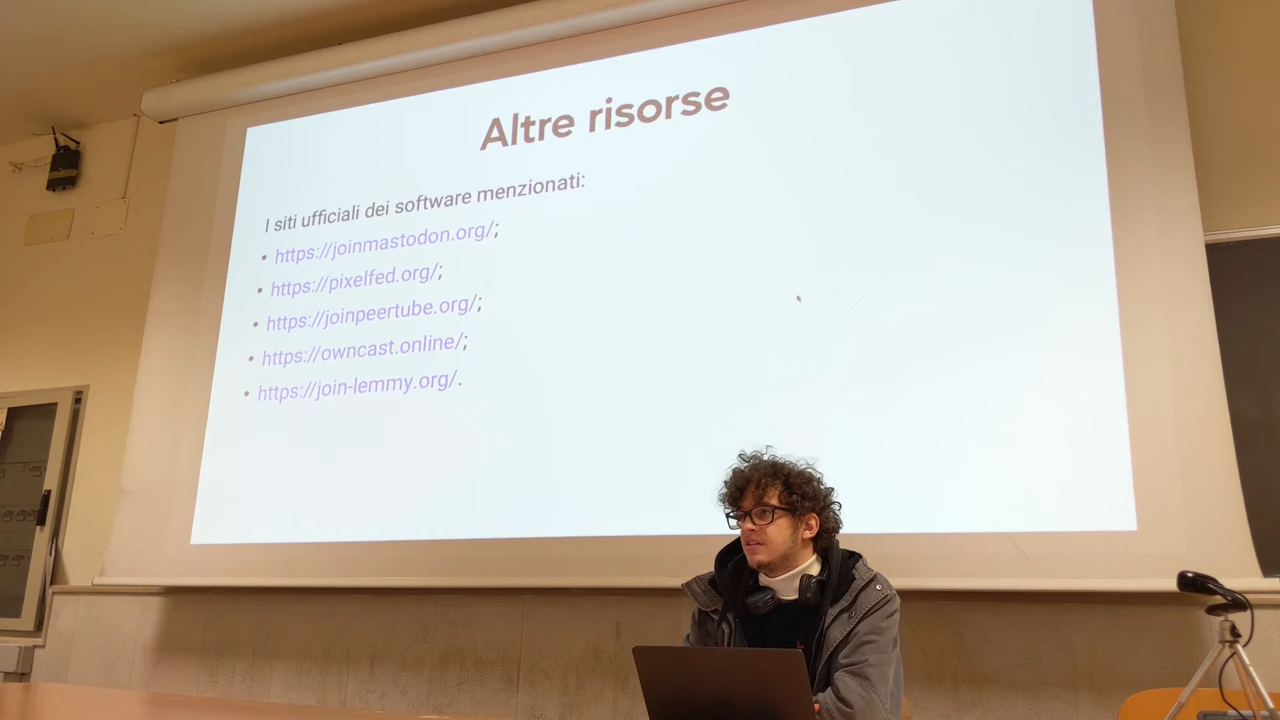 Altre risorse
I siti ufficiali dei software menzionati:
• https://joinmastodon.org/;
• https://pixelfed.org/;
• https://joinpeertube.org/;
• https://owncast.online/;
• https://join-lemmy.org/.